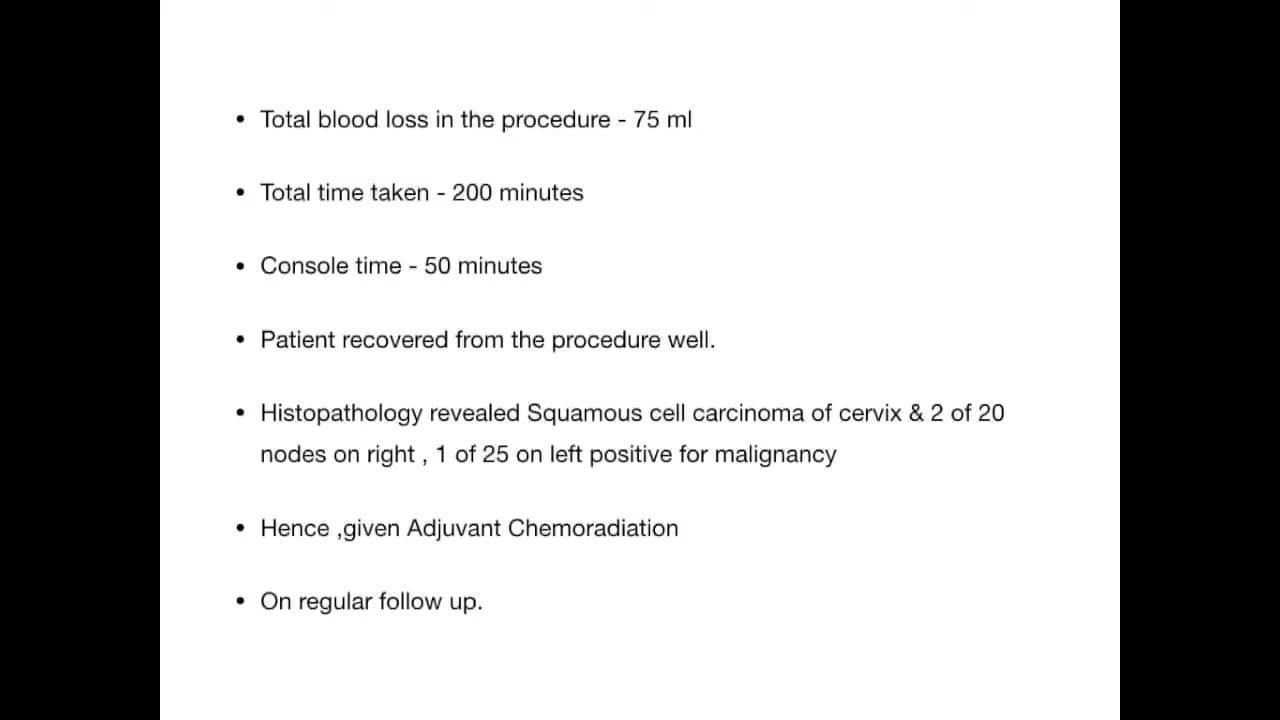 • Total blood loss in the procedure - 75 ml
• Total time taken - 200 minutes
• Console time - 50 minutes
• Patient recovered from the procedure well.
• Histopathology revealed Squamous cell carcinoma of cervix & 2 of 20
nodes on right , 1 of 25 on left positive for malignancy
• Hence ,given Adjuvant Chemoradiation
• On regular follow up.